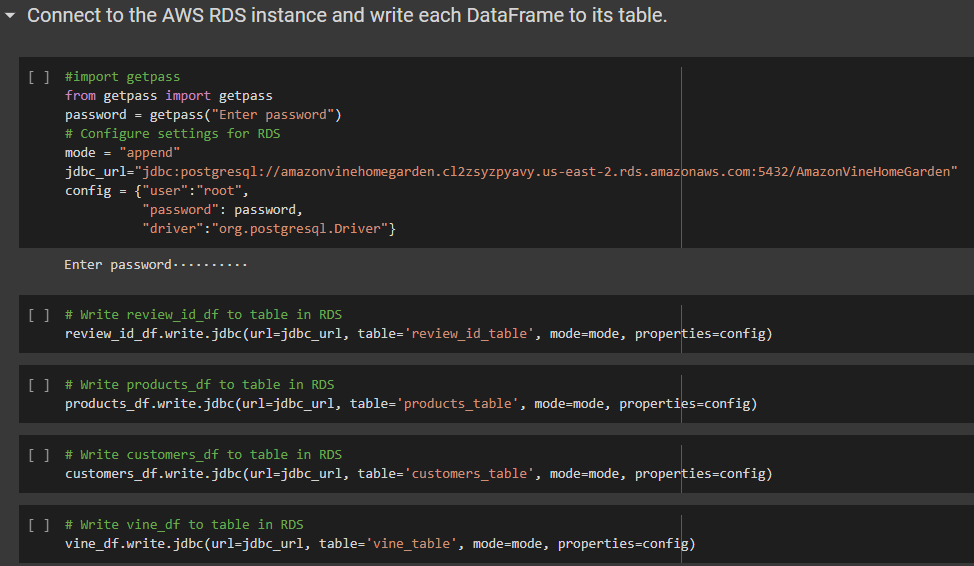 Connect to the AWS RDS instance and write each DataFrame to its table.
[ ] #import getpass
from getpass import getpass
password = getpass("Enter password")
# Configure settings for RDS
mode = "append"
jdbc_url="jdbc:postgresql://amazonvinehomegarden.cl2zsyzpyavy.us-east-2.rds.amazonaws.com:5432/AmazonVineHomeGarden"
config = {"user":"root",
"password": password,
"driver":"org.postgresql.Driver"}
Enter password··········
[ ] # Write review_id_df to table in RDS
review_id_df.write.jdbc(url=jdbc_url, table='review_id_table', mode=mode, properties=config)
[ ] # Write products_df to table in RDS
products_df.write.jdbc(url=jdbc_url, table='products_table', mode=mode, properties=config)
[ ] # Write customers_df to table in RDS
customers_df.write.jdbc(url=jdbc_url, table='customers_table', mode=mode, properties=config)
[ ] # Write vine_df to table in RDS
vine_df.write.jdbc(url=jdbc_url, table='vine_table', mode=mode, properties=config)